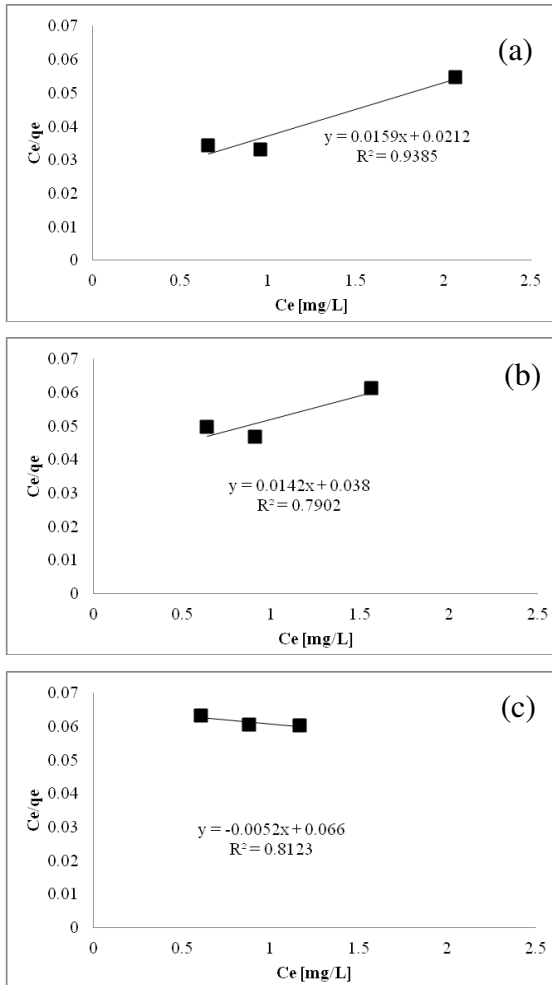 (a)
0.07
0.06
0.05
0.04
0.03
0.02
0.01
0
Ce/qe
y = 0.0159x + 0.0212
R² = 0.9385
0 0.5 1 1.5 2 2.5
Ce [mg/L]
(b)
0.07
0.06
0.05
0.04
0.03
0.02
0.01
0
Ce/qe
y = 0.0142x + 0.038
R² = 0.7902
0 0.5 1 1.5 2 2.5
Ce [mg/L]
(c)
0.07
0.06
0.05
0.04
0.03
0.02
0.01
0
Ce/qe
y = -0.0052x + 0.066
R² = 0.8123
0 0.5 1 1.5 2 2.5
Ce [mg/L]